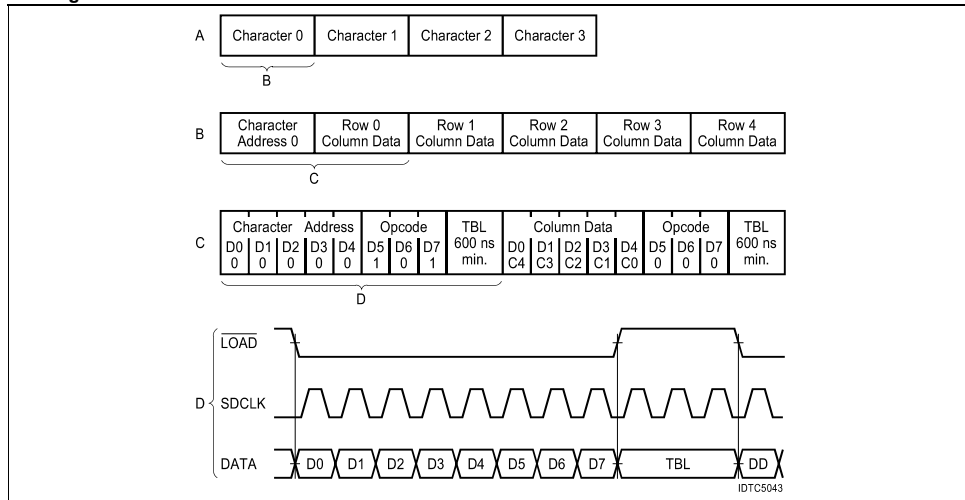 A Character 0 Character 1 Character 2 Character 3
B
B Character Address 0 Row 0 Column Data Row 1 Column Data Row 2 Column Data Row 3 Column Data Row 4 Column Data
C
C Character Address Opcode TBL 600 ns min. Column Data Opcode TBL 600 ns min.
D0 D1 D2 D3 D4 D5 D6 D7 D0 D1 D2 D3 D4 D5 D6 D7
0 0 0 0 0 1 0 1 C4 C3 C2 C1 C0 0 0 0
D
LOAD
D SDCLK
DATA D0 D1 D2 D3 D4 D5 D6 D7 TBL DD
IDTC5043